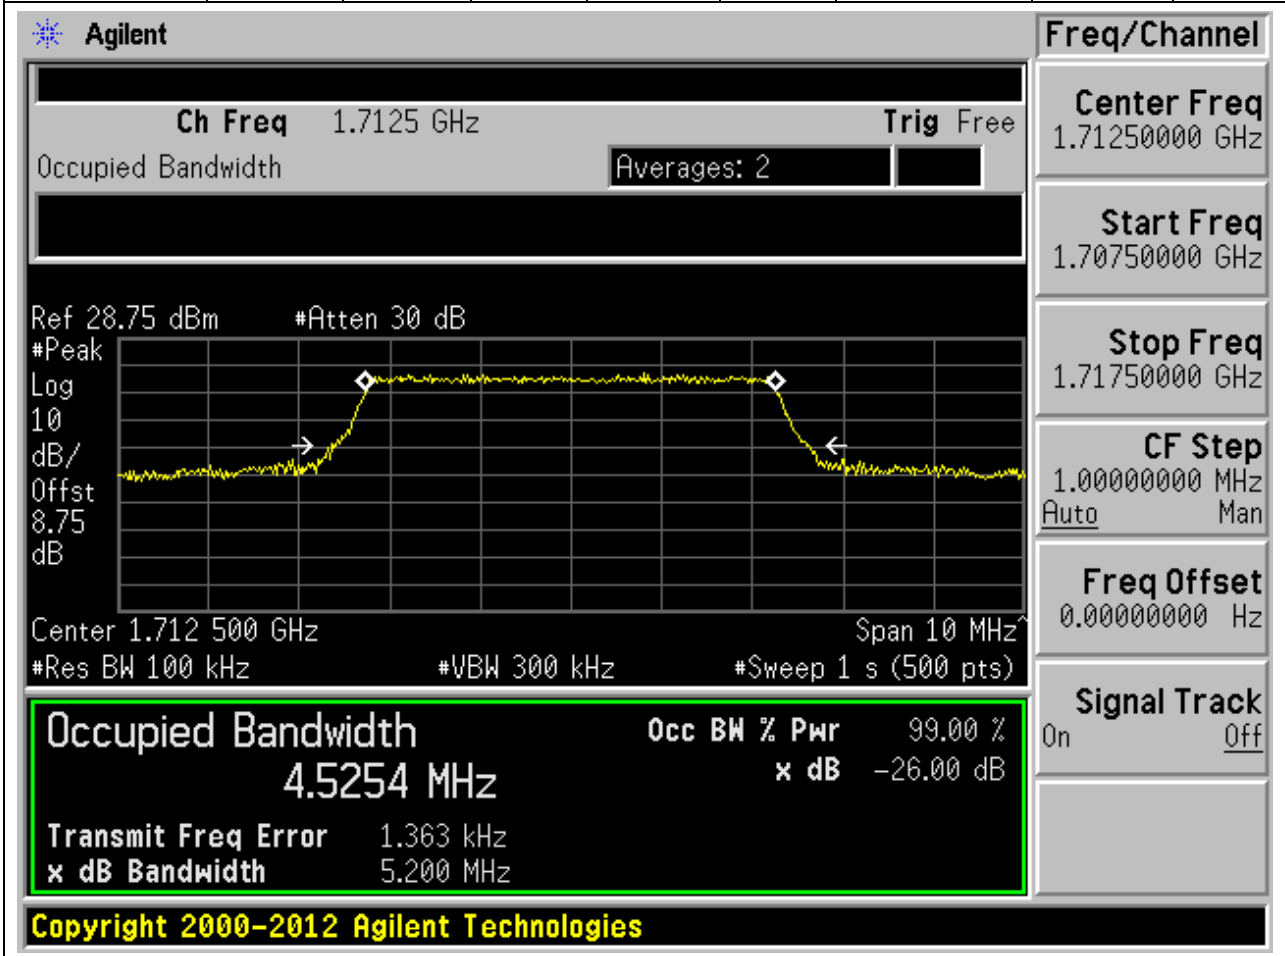 Agilent
Freq/Channel
Ch Freq 1.7125 GHz Trig Free
Occupied Bandwidth Averages: 2
Center Freq
1.71250000 GHz
Start Freq
1.70750000 GHz
Stop Freq
1.71750000 GHz
CF Step
1.00000000 MHz
Auto Man
Freq Offset
0.00000000 Hz
Signal Track
On Off
Ref 28.75 dBm #Atten 30 dB
#Peak
Log
10
dB/
Offst
8.75
dB
Center 1.712 500 GHz Span 10 MHz^
#Res BW 100 kHz #VBW 300 kHz #Sweep 1 s (500 pts)
Occupied Bandwidth Occ BW % Pwr 99.00 %
4.5254 MHz x dB -26.00 dB
Transmit Freq Error 1.363 kHz
x dB Bandwidth 5.200 MHz
Copyright 2000-2012 Agilent Technologies